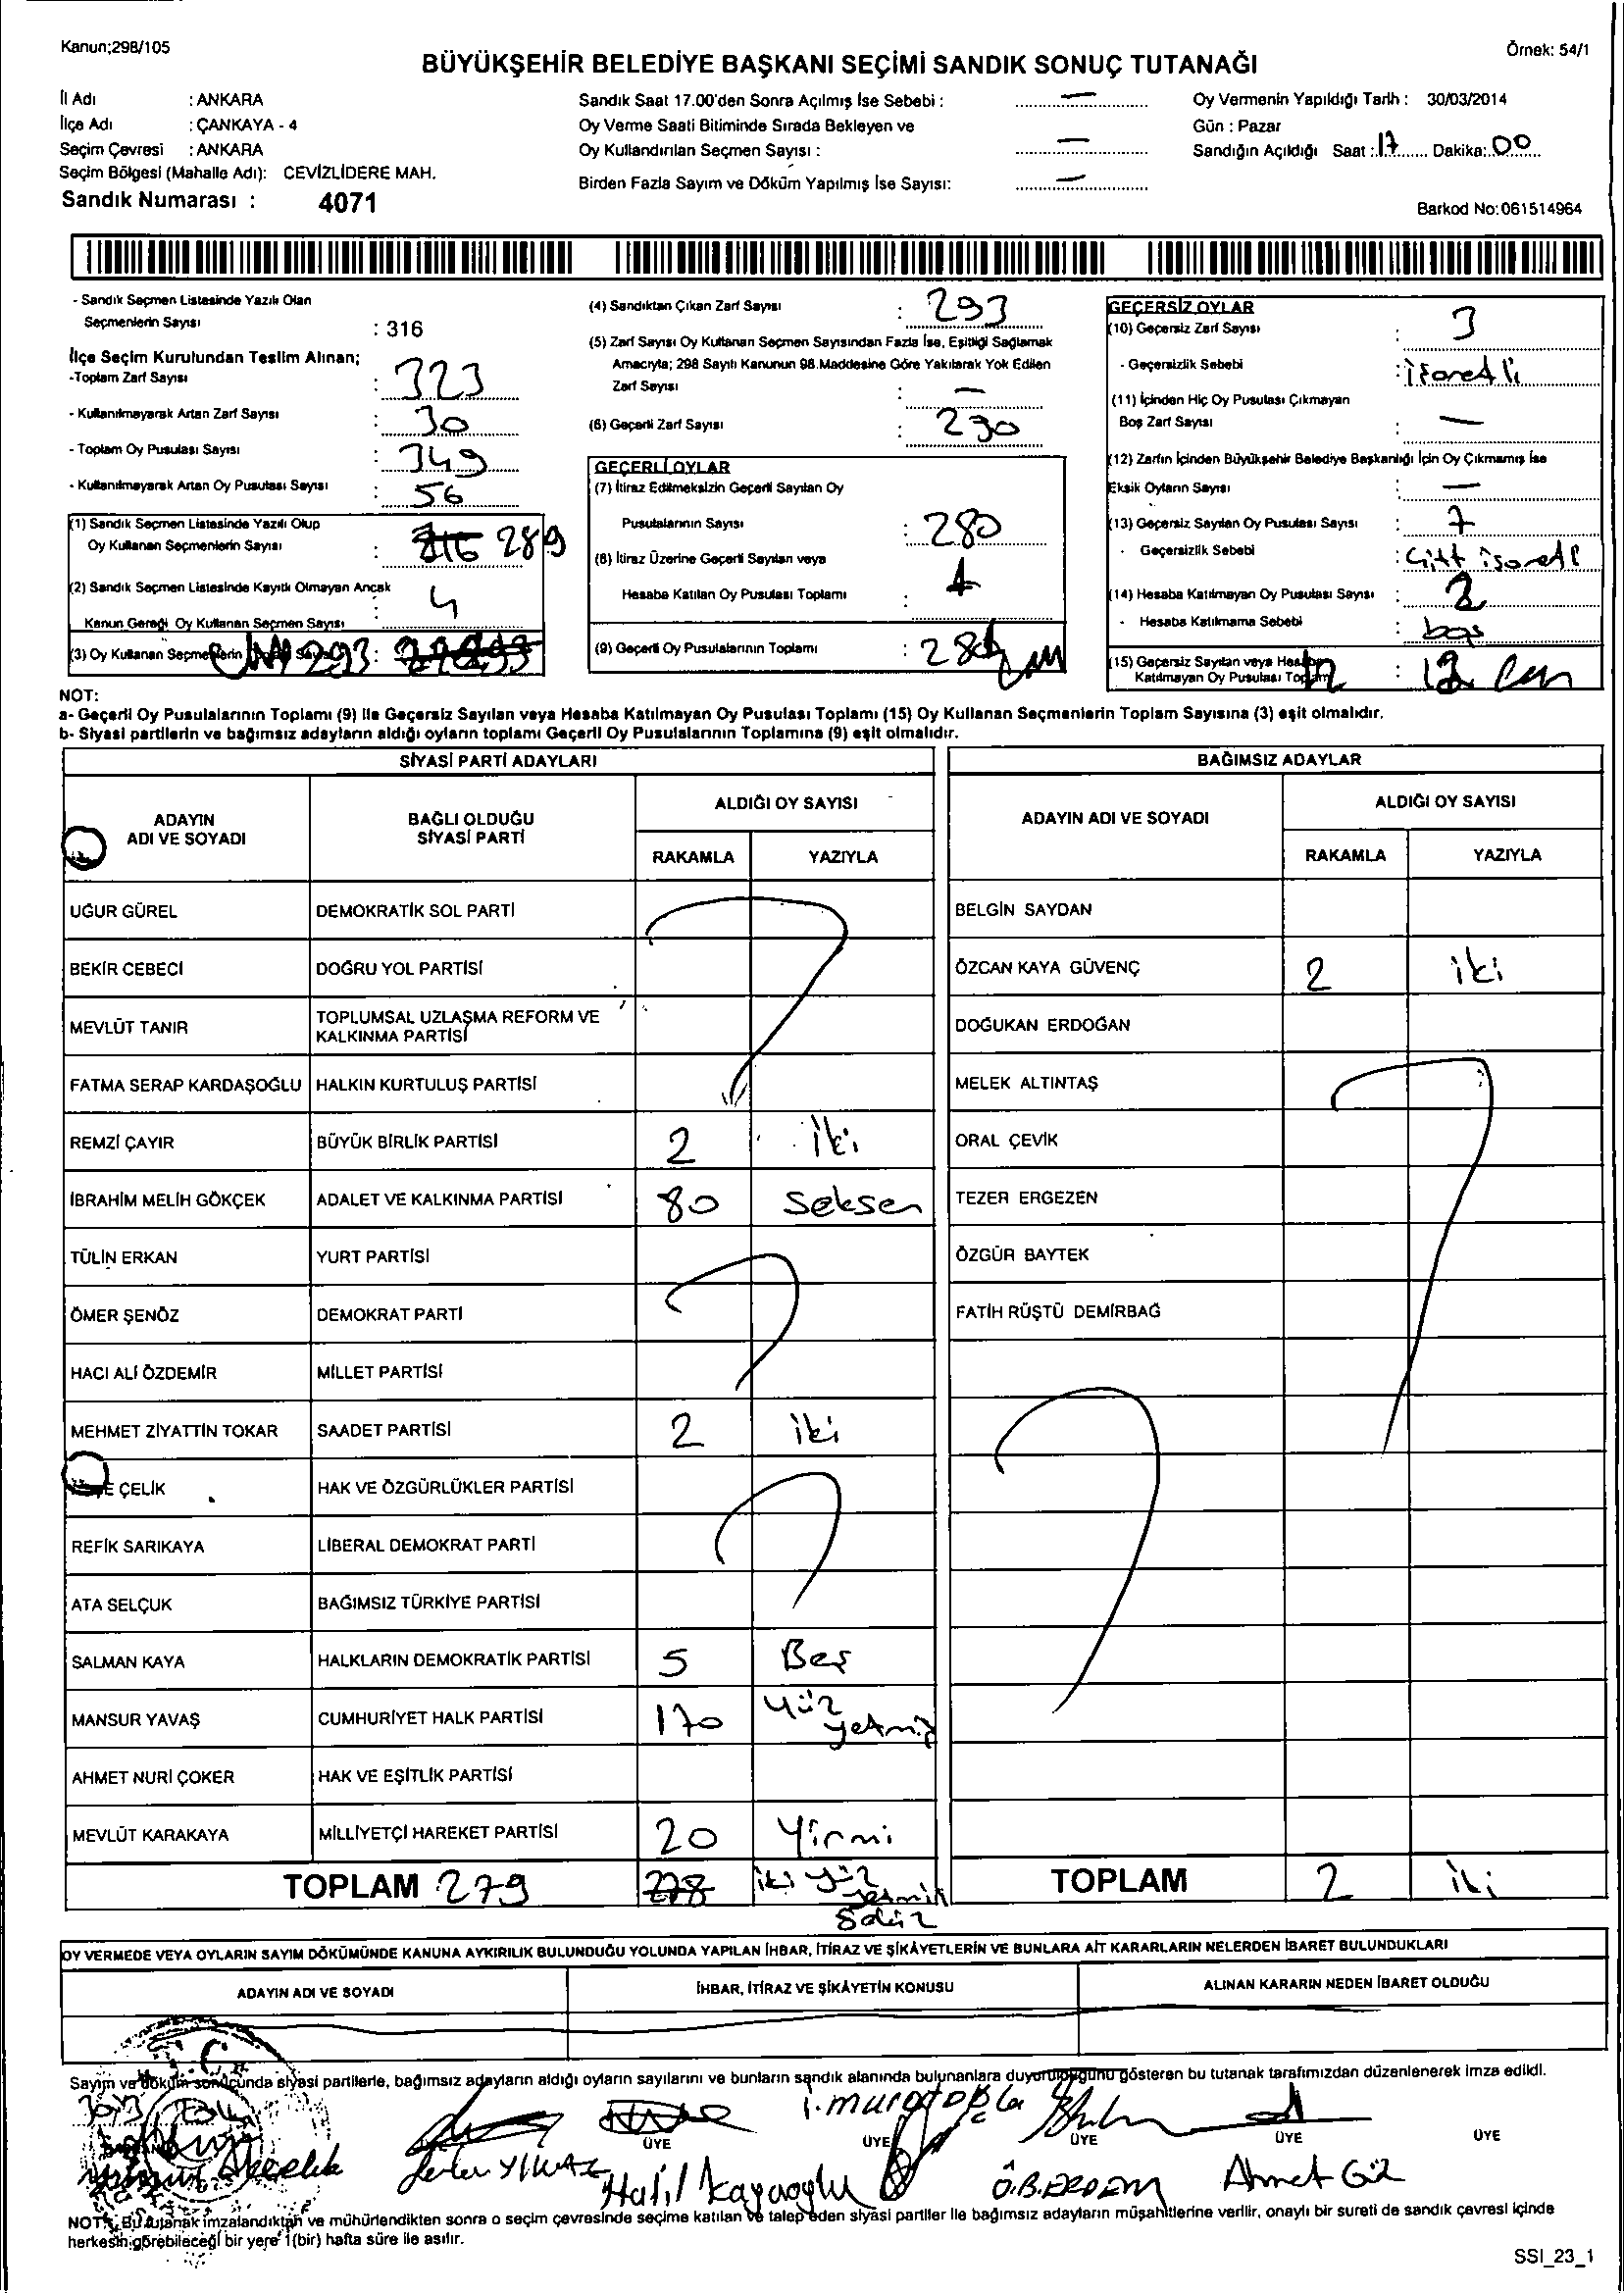 Kanun;298/105
Örnek: 54/1
BÜYÜKŞEHİR BELEDİYE BAŞKANI SEÇİMİ SANDIK SONUÇ TUTANAĞI
İl Adı : ANKARA
İlçe Adı : ÇANKAYA - 4
Seçim Çevresi : ANKARA
Seçim Bölgesi (Mahalle Adı): CEVİZLİDERE MAH.
Sandık Numarası : 4071
Sandık Saat 17.00'den Sonra Açılmış İse Sebebi : —
Oy Verme Saati Bitiminde Sırada Bekleyen ve
Oy Kullandırılan Seçmen Sayısı : —
Birden Fazla Sayım ve Döküm Yapılmış İse Sayısı: —
Oy Vermenin Yapıldığı Tarih : 30/03/2014
Gün : Pazar
Sandığın Açıldığı Saat : 17 Dakika: 00
Barkod No:061514964
- Sandık Seçmen Listesinde Yazılı Olan
Seçmenlerin Sayısı : 316
İlçe Seçim Kurulundan Teslim Alınan;
-Toplam Zarf Sayısı : 323
- Kullanılmayarak Artan Zarf Sayısı : 30
- Toplam Oy Pusulası Sayısı : 349
- Kullanılmayarak Artan Oy Pusulası Sayısı : 56
(1) Sandık Seçmen Listesinde Yazılı Olup
Oy Kullanan Seçmenlerin Sayısı : 316 289
(2) Sandık Seçmen Listesinde Kayıtlı Olmayan Ancak
Kanun Gereği Oy Kullanan Seçmen Sayısı : 4
(3) Oy Kullanan Seçmenlerin 293
(4) Sandıktan Çıkan Zarf Sayısı : 293
(5) Zarf Sayısı Oy Kullanan Seçmen Sayısından Fazla İse, Eşitliği Sağlamak
Amacıyla; 298 Sayılı Kanunun 98.Maddesine Göre Yakılarak Yok Edilen
Zarf Sayısı : —
(6) Geçerli Zarf Sayısı : 230
GEÇERLİ OYLAR
(7) İtiraz Edilmeksizin Geçerli Sayılan Oy
Pusulalarının Sayısı : 280
(8) İtiraz Üzerine Geçerli Sayılan veya
Hesaba Katılan Oy Pusulası Toplamı :
(9) Geçerli Oy Pusulalarının Toplamı :
GEÇERSİZ OYLAR
(10) Geçersiz Zarf Sayısı : 3
- Geçersizlik Sebebi : işaretli
(11) İçinden Hiç Oy Pusulası Çıkmayan
Boş Zarf Sayısı : —
(12) Zarfın İçinden Büyükşehir Belediye Başkanlığı İçin Oy Çıkmamış İse
Eksik Oyların Sayısı : —
(13) Geçersiz Sayılan Oy Pusulası Sayısı : 7
- Geçersizlik Sebebi : Çift işaretli
(14) Hesaba Katılmayan Oy Pusulası Sayısı : 2
- Hesaba Katılmama Sebebi : boş
(15) Geçersiz Sayılan veya
Katılmayan Oy Pusulası : 12
NOT:
a- Geçerli Oy Pusulalarının Toplamı (9) ile Geçersiz Sayılan veya Hesaba Katılmayan Oy Pusulası Toplamı (15) Oy Kullanan Seçmenlerin Toplam Sayısına (3) eşit olmalıdır.
b- Siyasi partilerin ve bağımsız adayların aldığı oyların toplamı Geçerli Oy Pusulalarının Toplamına (9) eşit olmalıdır.
SİYASİ PARTİ ADAYLARI
ADAYIN ADI VE SOYADI BAĞLI OLDUĞU SİYASİ PARTİ ALDIĞI OY SAYISI
RAKAMLA YAZIYLA
UĞUR GÜREL DEMOKRATİK SOL PARTİ
BEKİR CEBECİ DOĞRU YOL PARTİSİ
MEVLÜT TANIR TOPLUMSAL UZLAŞMA REFORM VE KALKINMA PARTİSİ
FATMA SERAP KARDAŞOĞLU HALKIN KURTULUŞ PARTİSİ
REMZİ ÇAYIR BÜYÜK BİRLİK PARTİSİ 2 iki
İBRAHİM MELİH GÖKÇEK ADALET VE KALKINMA PARTİSİ 80 Seksen
TÜLİN ERKAN YURT PARTİSİ
ÖMER ŞENÖZ DEMOKRAT PARTİ
HACI ALİ ÖZDEMİR MİLLET PARTİSİ
MEHMET ZİYATTİN TOKAR SAADET PARTİSİ 2 iki
ÇELİK HAK VE ÖZGÜRLÜKLER PARTİSİ
REFİK SARIKAYA LİBERAL DEMOKRAT PARTİ
ATA SELÇUK BAĞIMSIZ TÜRKİYE PARTİSİ
SALMAN KAYA HALKLARIN DEMOKRATİK PARTİSİ 5 Beş
MANSUR YAVAŞ CUMHURİYET HALK PARTİSİ 170 Yüz yetmiş
AHMET NURİ ÇOKER HAK VE EŞİTLİK PARTİSİ
MEVLÜT KARAKAYA MİLLİYETÇİ HAREKET PARTİSİ 20 Yirmi
TOPLAM 279 278 iki yüz
BAĞIMSIZ ADAYLAR
ADAYIN ADI VE SOYADI ALDIĞI OY SAYISI
RAKAMLA YAZIYLA
BELGİN SAYDAN
ÖZCAN KAYA GÜVENÇ 2 iki
DOĞUKAN ERDOĞAN
MELEK ALTINTAŞ
ORAL ÇEVİK
TEZER ERGEZEN
ÖZGÜR BAYTEK
FATİH RÜŞTÜ DEMİRBAĞ
TOPLAM 2 iki
OY VERMEDE VEYA OYLARIN SAYIM DÖKÜMÜNDE KANUNA AYKIRILIK BULUNDUĞU YOLUNDA YAPILAN İHBAR, İTİRAZ VE ŞİKÂYETLERİN VE BUNLARA AİT KARARLARIN NELERDEN İBARET BULUNDUKLARI
ADAYIN ADI VE SOYADI İHBAR, İTİRAZ VE ŞİKÂYETİN KONUSU ALINAN KARARIN NEDEN İBARET OLDUĞU
Sayım ve döküm sonucunda siyasi partilerle, bağımsız adayların aldığı oyların sayılarını ve bunların sandık alanında bulunanlara duyurulduğunu gösteren bu tutanak tarafımızdan düzenlenerek imza edildi.
ÜYE ÜYE ÜYE ÜYE ÜYE
Halil Kayaoğlu Ö.B.ERDEM Ahmet Gül
NOT: Bu tutanak imzalandıktan ve mühürlendikten sonra o seçim çevresinde seçime katılan ve talep eden siyasi partiler ile bağımsız adayların müşahitlerine verilir, onaylı bir sureti de sandık çevresi içinde
herkesin görebileceği bir yere 1(bir) hafta süre ile asılır.
SSI_23_1